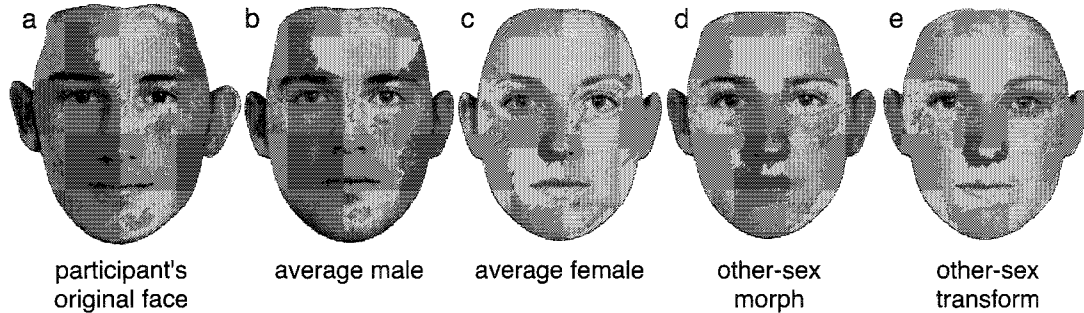 a b c d e
participant's average male average female other-sex other-sex
original face morph transform